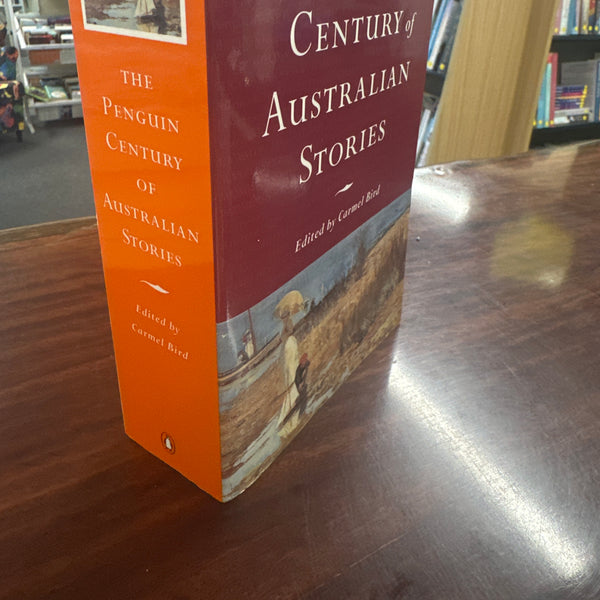 THE
PENGUIN
CENTURY
OF
AUSTRALIAN
STORIES
Edited by
Carmel Bird
CENTURY of
AUSTRALIAN
STORIES
Edited by Carmel Bird